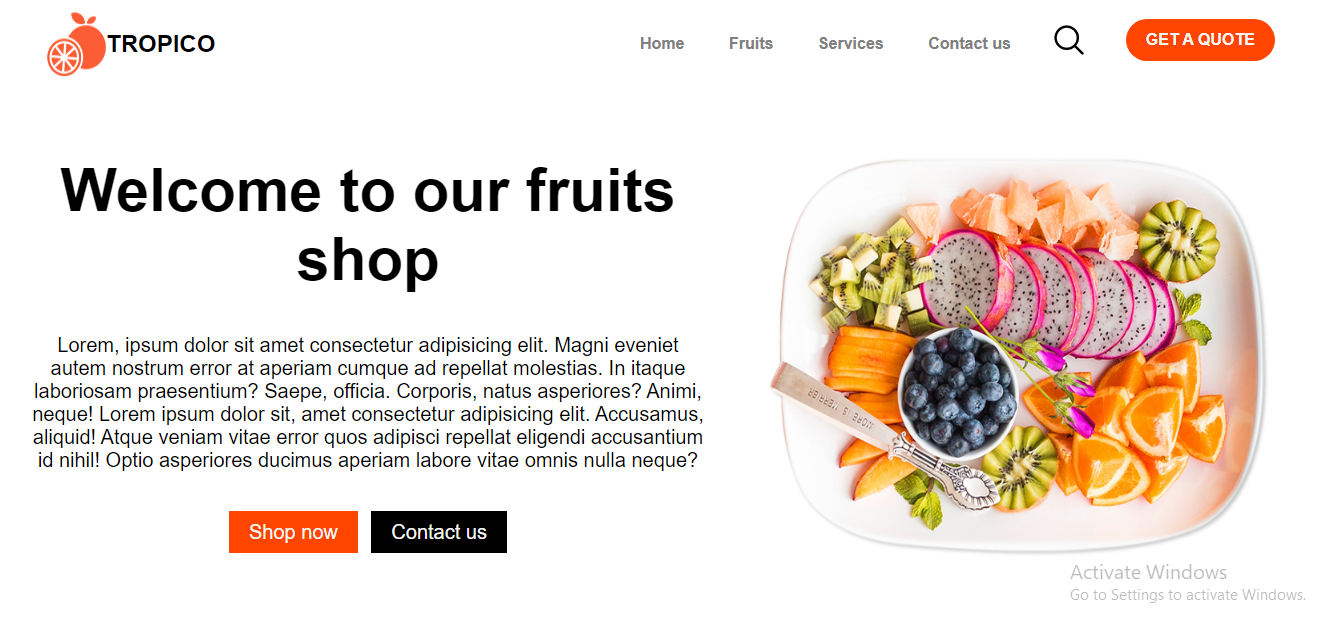 TROPICO
Home Fruits Services Contact us GET A QUOTE
Welcome to our fruits
shop
Lorem, ipsum dolor sit amet consectetur adipisicing elit. Magni eveniet
autem nostrum error at aperiam cumque ad repellat molestias. In itaque
laboriosam praesentium? Saepe, officia. Corporis, natus asperiores? Animi,
neque! Lorem ipsum dolor sit, amet consectetur adipisicing elit. Accusamus,
aliquid! Atque veniam vitae error quos adipisci repellat eligendi accusantium
id nihil! Optio asperiores ducimus aperiam labore vitae omnis nulla neque?
Shop now Contact us
Activate Windows
Go to Settings to activate Windows.